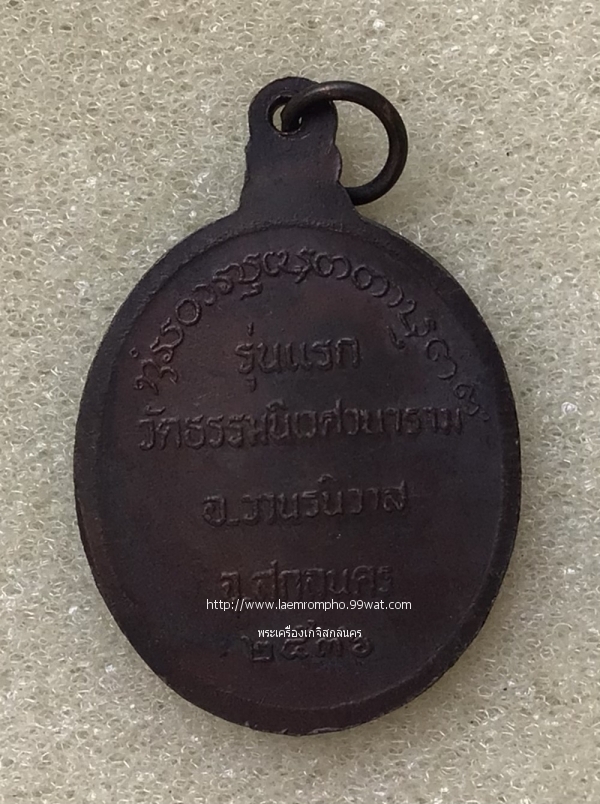 รุ่นแรก
วัดธรรมนิเวศวนาราม
อ.วานรนิวาส
จ.สกลนคร
http://www.laemrompho.99wat.com
พระเครื่องเกจิสกลนคร
๒๕๓๖